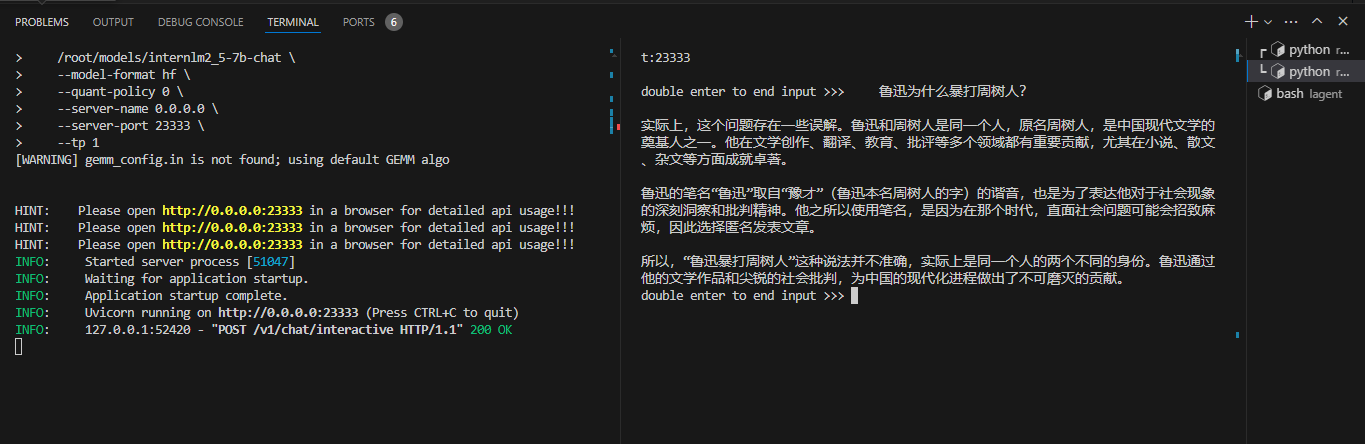 PROBLEMS OUTPUT DEBUG CONSOLE TERMINAL PORTS 6
> /root/models/internlm2_5-7b-chat \
> --model-format hf \
> --quant-policy 0 \
> --server-name 0.0.0.0 \
> --server-port 23333 \
> --tp 1
[WARNING] gemm_config.in is not found; using default GEMM algo
HINT: Please open http://0.0.0.0:23333 in a browser for detailed api usage!!!
HINT: Please open http://0.0.0.0:23333 in a browser for detailed api usage!!!
HINT: Please open http://0.0.0.0:23333 in a browser for detailed api usage!!!
INFO: Started server process [51047]
INFO: Waiting for application startup.
INFO: Application startup complete.
INFO: Uvicorn running on http://0.0.0.0:23333 (Press CTRL+C to quit)
INFO: 127.0.0.1:52420 - "POST /v1/chat/interactive HTTP/1.1" 200 OK
t:23333
double enter to end input >>> 鲁迅为什么暴打周树人？
实际上，这个问题存在一些误解。鲁迅和周树人是同一个人，原名周树人，是中国现代文学的
奠基人之一。他在文学创作、翻译、教育、批评等多个领域都有重要贡献，尤其在小说、散文
、杂文等方面成就卓著。
鲁迅的笔名“鲁迅”取自“豫才”（鲁迅本名周树人的字）的谐音，也是为了表达他对于社会现象
的深刻洞察和批判精神。他之所以使用笔名，是因为在那个时代，直面社会问题可能会招致麻
烦，因此选择匿名发表文章。
所以，“鲁迅暴打周树人”这种说法并不准确，实际上是同一个人的两个不同的身份。鲁迅通过
他的文学作品和尖锐的社会批判，为中国的现代化进程做出了不可磨灭的贡献。
double enter to end input >>>
python r...
python r...
bash lagent